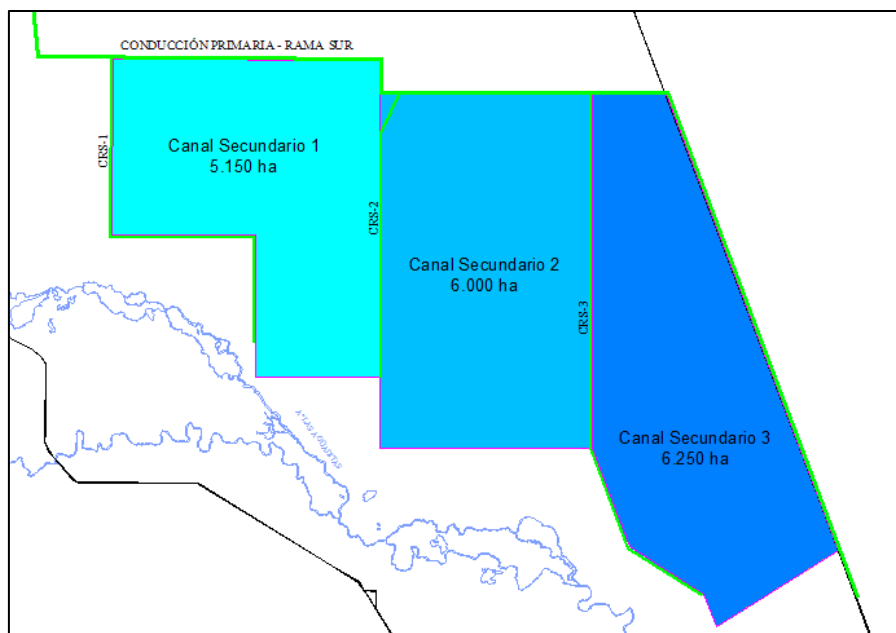 CONDUCCIÓN PRIMARIA - RAMA SUR
Canal Secundario 1
5.150 ha
CRS-1
CRS-2
Canal Secundario 2
6.000 ha
CRS-3
Canal Secundario 3
6.250 ha